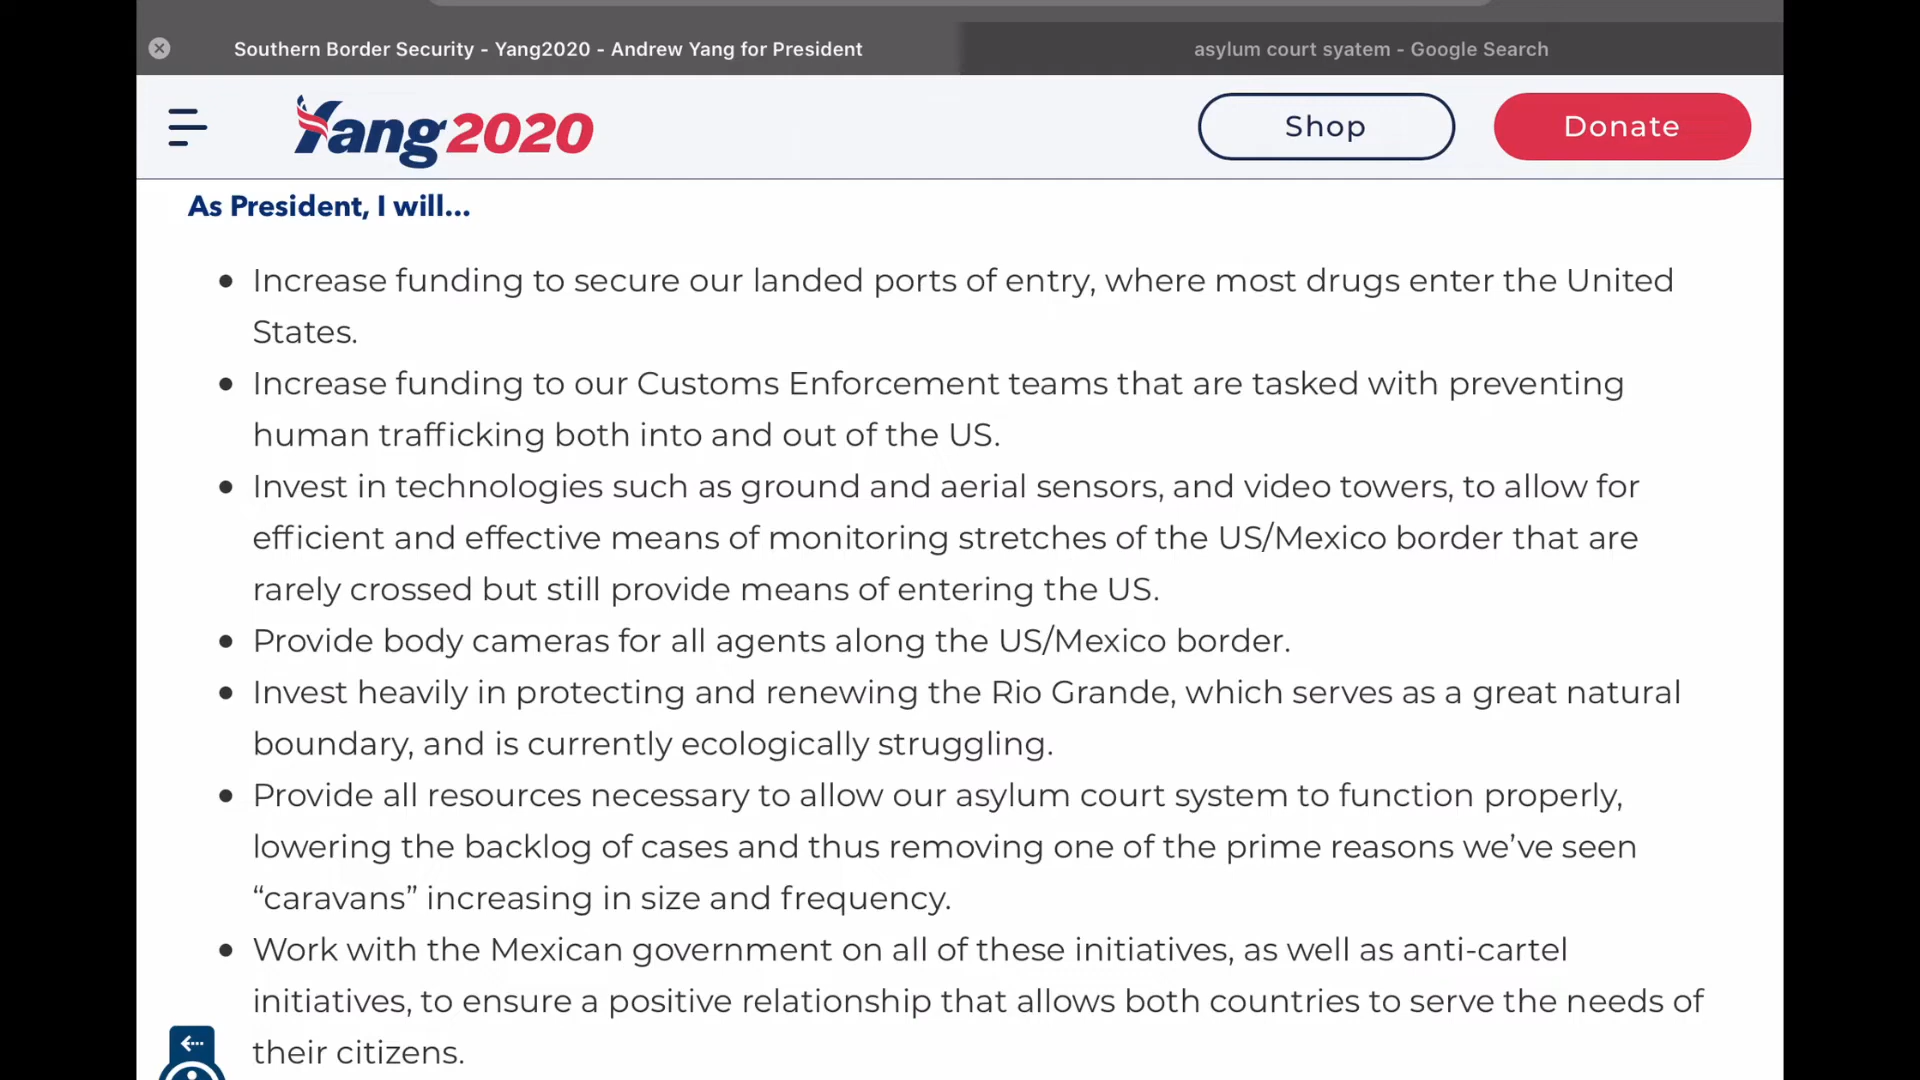 Southern Border Security - Yang2020 - Andrew Yang for President
asylum court syatem - Google Search
Yang2020
Shop
Donate
As President, I will...
• Increase funding to secure our landed ports of entry, where most drugs enter the United
States.
• Increase funding to our Customs Enforcement teams that are tasked with preventing
human trafficking both into and out of the US.
• Invest in technologies such as ground and aerial sensors, and video towers, to allow for
efficient and effective means of monitoring stretches of the US/Mexico border that are
rarely crossed but still provide means of entering the US.
• Provide body cameras for all agents along the US/Mexico border.
• Invest heavily in protecting and renewing the Rio Grande, which serves as a great natural
boundary, and is currently ecologically struggling.
• Provide all resources necessary to allow our asylum court system to function properly,
lowering the backlog of cases and thus removing one of the prime reasons we’ve seen
“caravans” increasing in size and frequency.
• Work with the Mexican government on all of these initiatives, as well as anti-cartel
initiatives, to ensure a positive relationship that allows both countries to serve the needs of
their citizens.